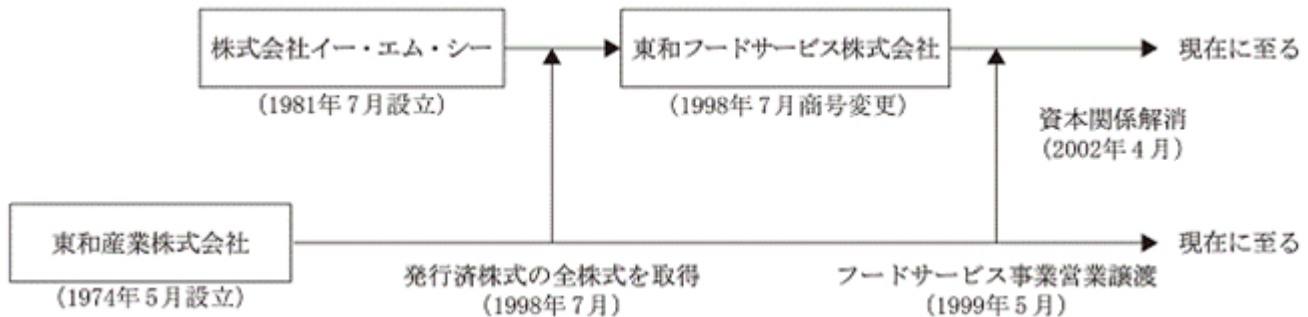 株式会社イー・エム・シー
(1981年7月設立)
東和フードサービス株式会社
(1998年7月商号変更)
現在に至る
資本関係解消
(2002年4月)
東和産業株式会社
(1974年5月設立)
発行済株式の全株式を取得
(1998年7月)
フードサービス事業営業譲渡
(1999年5月)
現在に至る